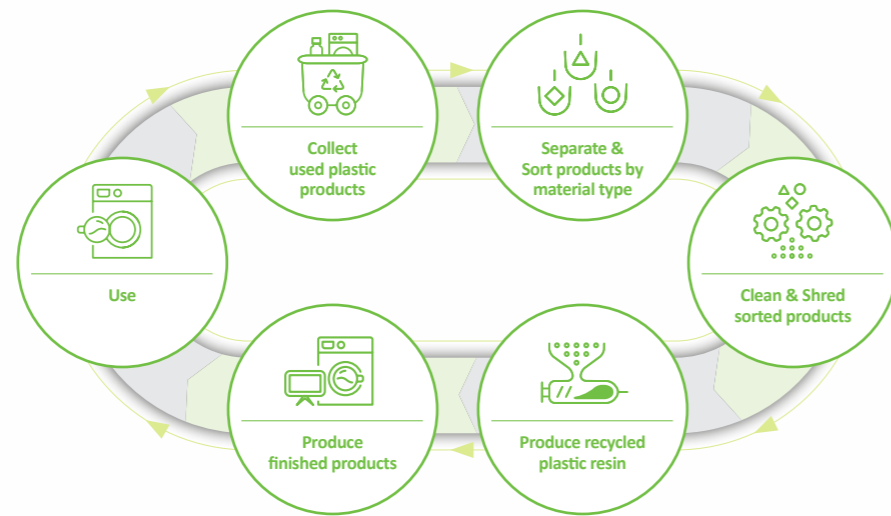 Collect
used plastic
products
Separate &
Sort products by
material type
Use
Clean & Shred
sorted products
Produce
finished products
Produce recycled
plastic resin